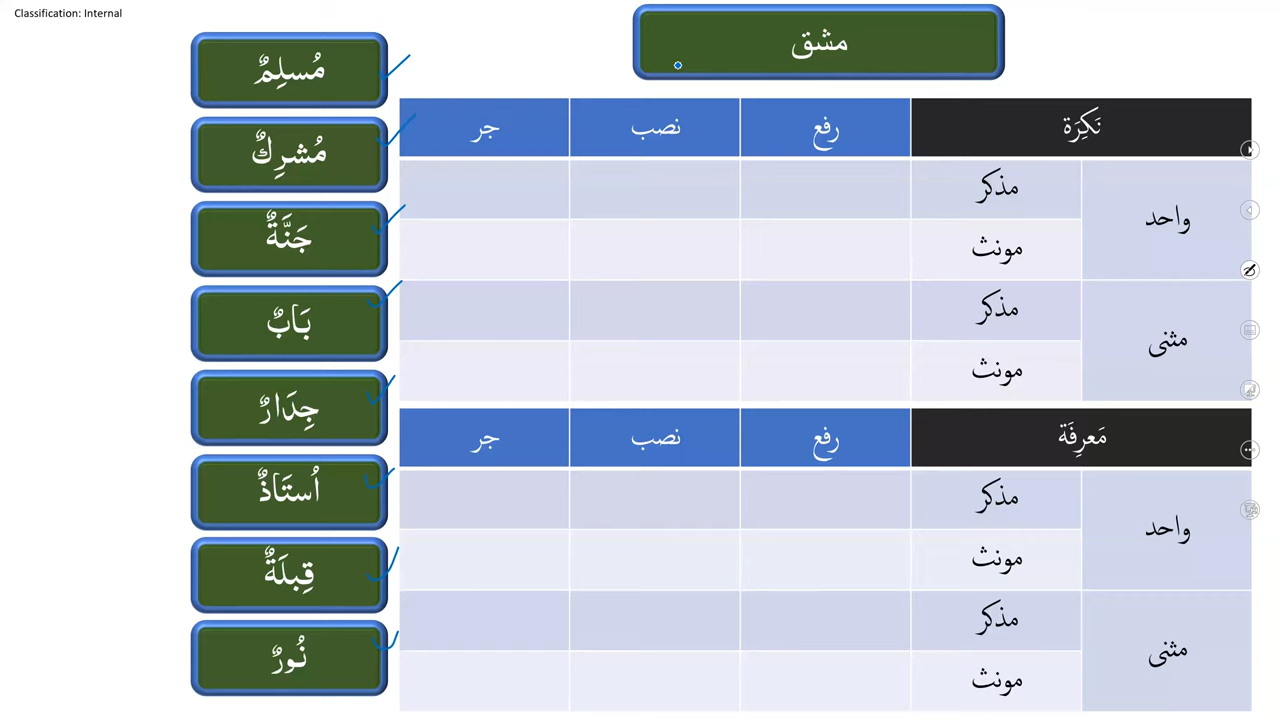 Classification: Internal
مشق
مُسلِمٌ
مُشرِكٌ
جَنَّةٌ
بَابٌ
جِدَارٌ
اُستَاذٌ
قِبلَةٌ
نُورٌ
نَكِرَة رفع نصب جر
واحد
مذكر
مونث
مثنى
مذكر
مونث
مَعرِفَة رفع نصب جر
واحد
مذكر
مونث
مثنى
مذكر
مونث